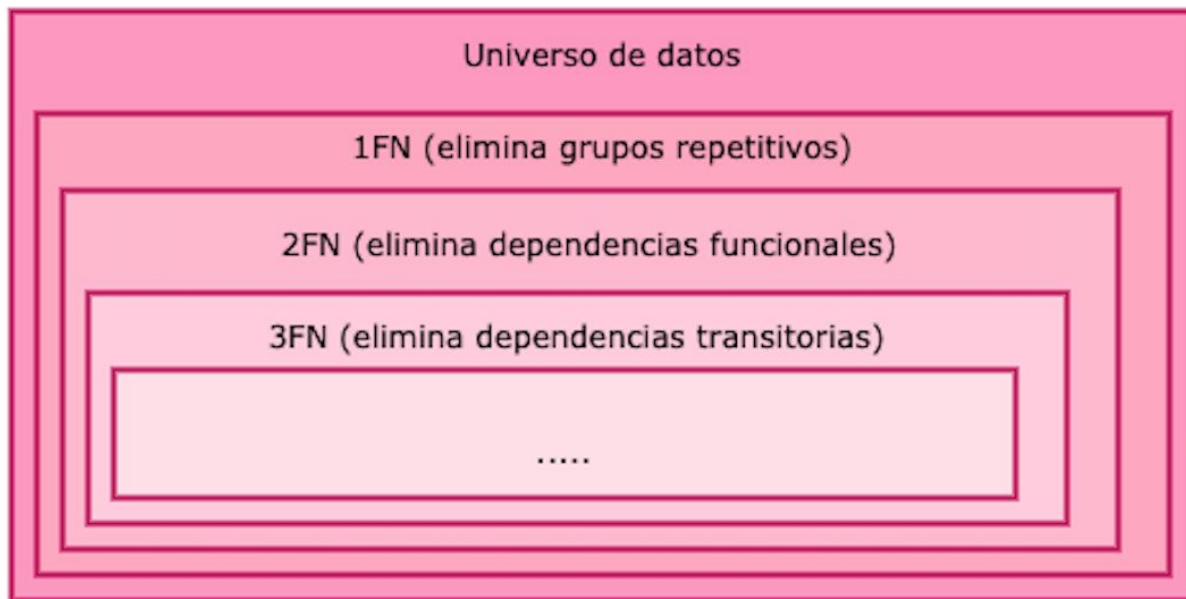 Universo de datos
1FN (elimina grupos repetitivos)
2FN (elimina dependencias funcionales)
3FN (elimina dependencias transitorias)
.....